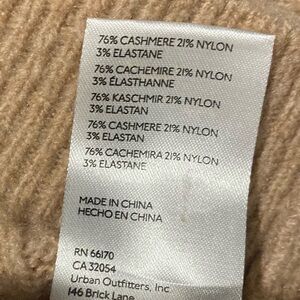 76% CASHMERE 21% NYLON
3% ELASTANE
76% CACHEMIRE 21% NYLON
3% ÉLASTHANNE
76% KASCHMIR 21% NYLON
3% ELASTAN
76% CASHMERE 21% NYLON
3% ELASTAN
76% CACHEMIRA 21% NYLON
3% ELASTANE
MADE IN CHINA
HECHO EN CHINA
RN 66170
CA 32054
Urban Outfitters, Inc
146 Brick Lane